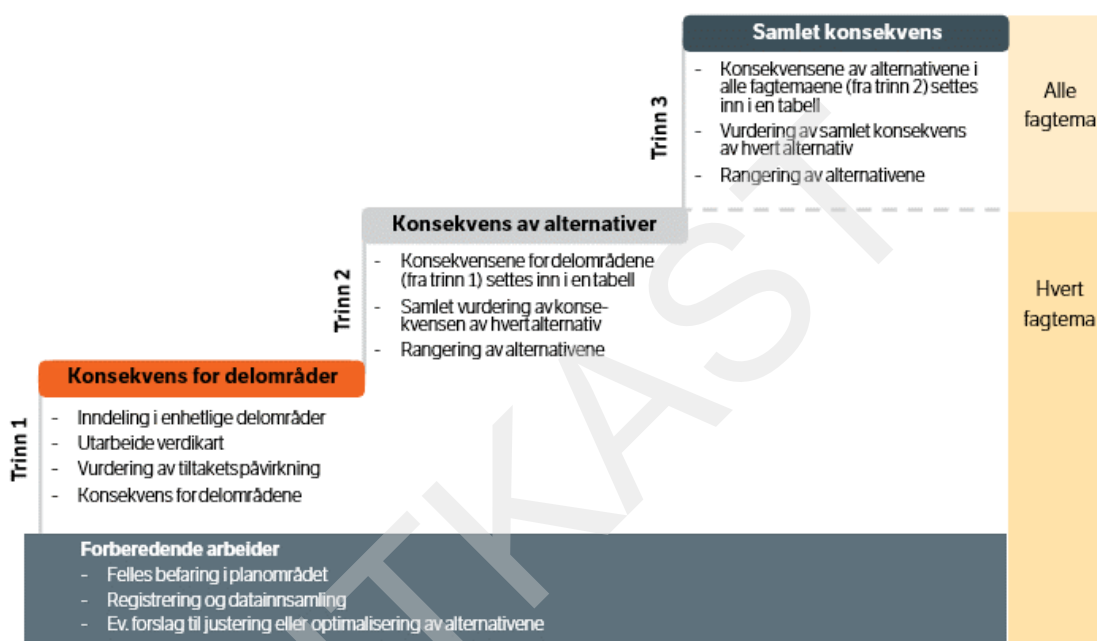 Samlet konsekvens
- Konsekvensene av alternativene i
alle fagtemaene (fra trinn 2) settes
inn i en tabell
- Vurdering av samlet konsekvens
av hvert alternativ
- Rangering av alternativene
Trinn 3
Alle
fagtema
Konsekvens av alternativer
- Konsekvensene for delområdene
(fra trinn 1) settes inn i en tabell
- Samlet vurdering av konse-
kvensen av hvert alternativ
- Rangering av alternativene
Trinn 2
Hvert
fagtema
Konsekvens for delområder
- Inndeling i enhetlige delområder
- Utarbeide verdikart
- Vurdering av tiltakets påvirkning
- Konsekvens for delområdene
Trinn 1
Forberedende arbeider
- Felles befaring i planområdet
- Registrering og datainnsamling
- Ev. forslag til justering eller optimalisering av alternativene
UTKAST